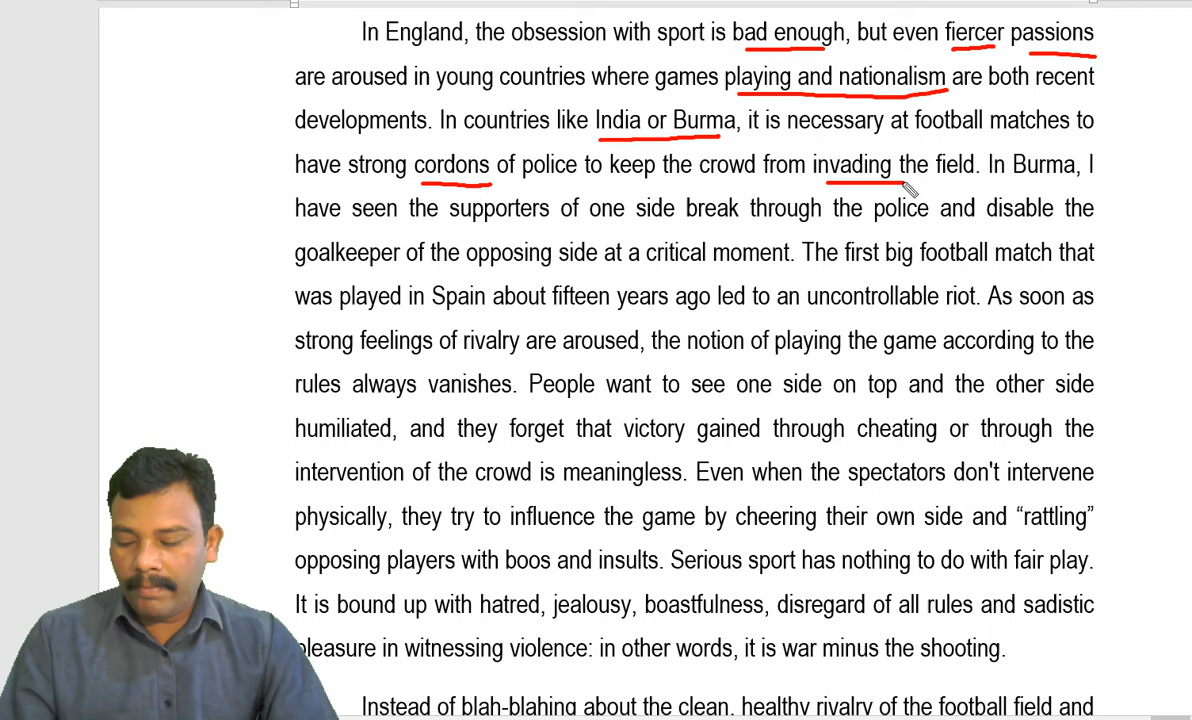 In England, the obsession with sport is bad enough, but even fiercer passions
are aroused in young countries where games playing and nationalism are both recent
developments. In countries like India or Burma, it is necessary at football matches to
have strong cordons of police to keep the crowd from invading the field. In Burma, I
have seen the supporters of one side break through the police and disable the
goalkeeper of the opposing side at a critical moment. The first big football match that
was played in Spain about fifteen years ago led to an uncontrollable riot. As soon as
strong feelings of rivalry are aroused, the notion of playing the game according to the
rules always vanishes. People want to see one side on top and the other side
humiliated, and they forget that victory gained through cheating or through the
intervention of the crowd is meaningless. Even when the spectators don't intervene
physically, they try to influence the game by cheering their own side and “rattling”
opposing players with boos and insults. Serious sport has nothing to do with fair play.
It is bound up with hatred, jealousy, boastfulness, disregard of all rules and sadistic
pleasure in witnessing violence: in other words, it is war minus the shooting.
Instead of blah-blahing about the clean, healthy rivalry of the football field and